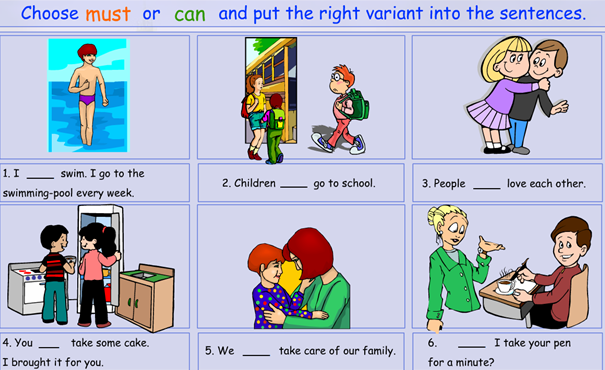 Choose must or can and put the right variant into the sentences.
1. I ____ swim. I go to the
swimming-pool every week.
2. Children ____ go to school.
3. People ____ love each other.
4. You ___ take some cake.
I brought it for you.
5. We ___ take care of our family.
6. ____ I take your pen
for a minute?